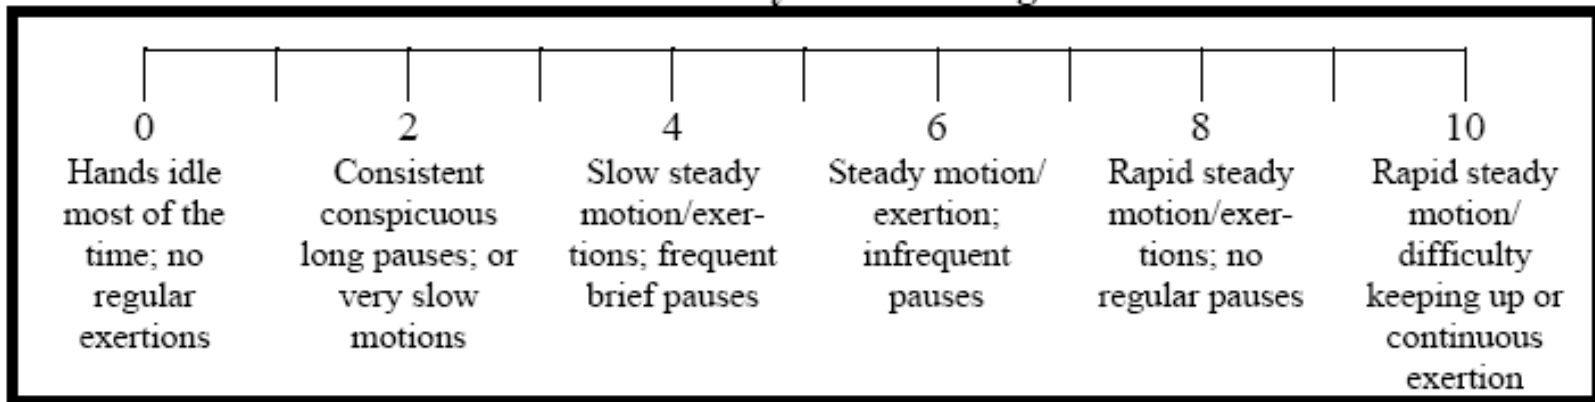 0 2 4 6 8 10
Hands idle
most of the
time; no
regular
exertions
Consistent
conspicuous
long pauses; or
very slow
motions
Slow steady
motion/exer-
tions; frequent
brief pauses
Steady motion/
exertion;
infrequent
pauses
Rapid steady
motion/exer-
tions; no
regular pauses
Rapid steady
motion/
difficulty
keeping up or
continuous
exertion